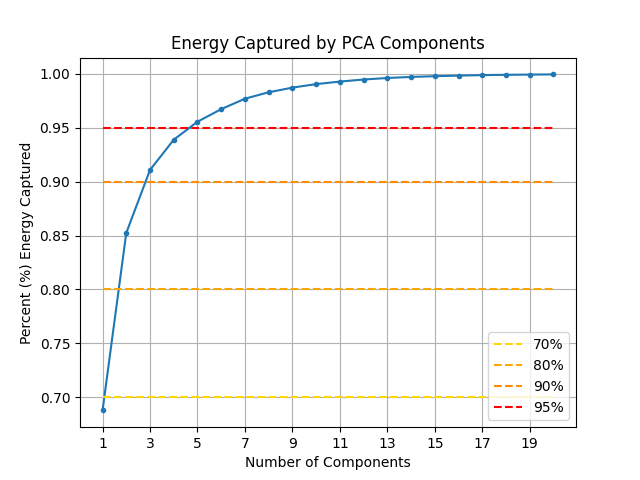 Energy Captured by PCA Components
Percent (%) Energy Captured
1.00
0.95
0.90
0.85
0.80
0.75
0.70
70%
80%
90%
95%
1 3 5 7 9 11 13 15 17 19
Number of Components